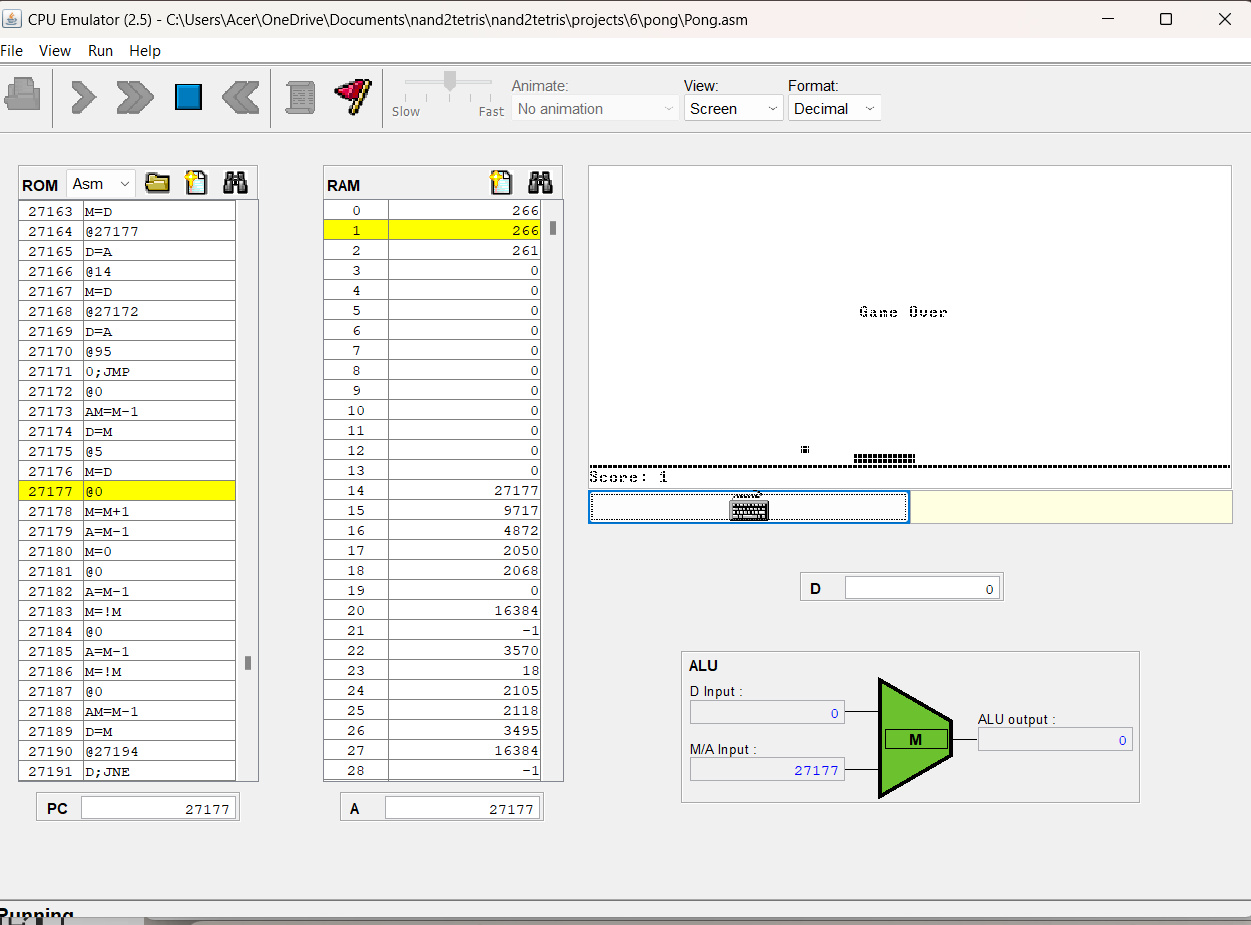 CPU Emulator (2.5) - C:\Users\Acer\OneDrive\Documents\nand2tetris\nand2tetris\projects\6\pong\Pong.asm
File View Run Help
Slow Fast
Animate:
No animation
View:
Screen
Format:
Decimal
ROM Asm
27163 M=D
27164 @27177
27165 D=A
27166 @14
27167 M=D
27168 @27172
27169 D=A
27170 @95
27171 0;JMP
27172 @0
27173 AM=M-1
27174 D=M
27175 @5
27176 M=D
27177 @0
27178 M=M+1
27179 A=M-1
27180 M=0
27181 @0
27182 A=M-1
27183 M=!M
27184 @0
27185 A=M-1
27186 M=!M
27187 @0
27188 AM=M-1
27189 D=M
27190 @27194
27191 D;JNE
PC 27177
RAM
0 266
1 266
2 261
3 0
4 0
5 0
6 0
7 0
8 0
9 0
10 0
11 0
12 0
13 0
14 27177
15 9717
16 4872
17 2050
18 2068
19 0
20 16384
21 -1
22 3570
23 18
24 2105
25 2118
26 3495
27 16384
28 -1
A 27177
Game Over
Score: 1
D 0
ALU
D Input :
0
M/A Input :
27177
M
ALU output :
0
Running